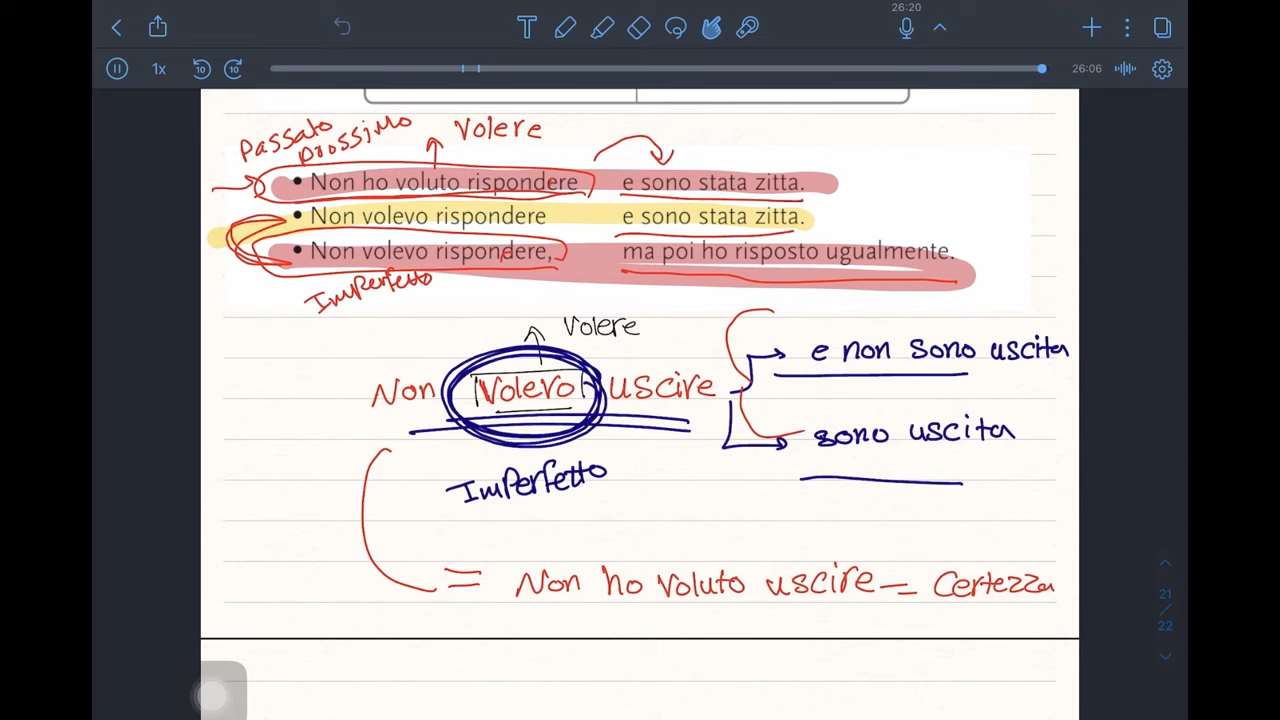 26:20
T
1x
10
10
26:06
Passato
prossimo
Volere
• Non ho voluto rispondere e sono stata zitta.
• Non volevo rispondere e sono stata zitta.
• Non volevo rispondere, ma poi ho risposto ugualmente.
Imperfetto
Volere
e non sono uscita
Non Volevo uscire
sono uscita
Imperfetto
= Non ho voluto uscire = Certezza
21
/
22